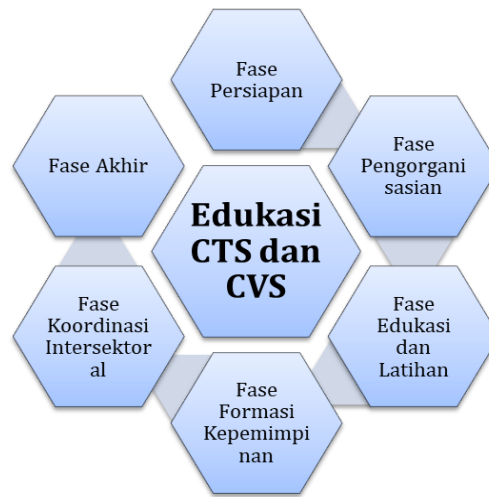 Fase
Persiapan
Fase
Pengorgani
sasian
Fase
Edukasi
dan
Latihan
Fase
Formasi
Kepemimpi
nan
Fase
Koordinasi
Intersektor
al
Fase Akhir
Edukasi
CTS dan
CVS